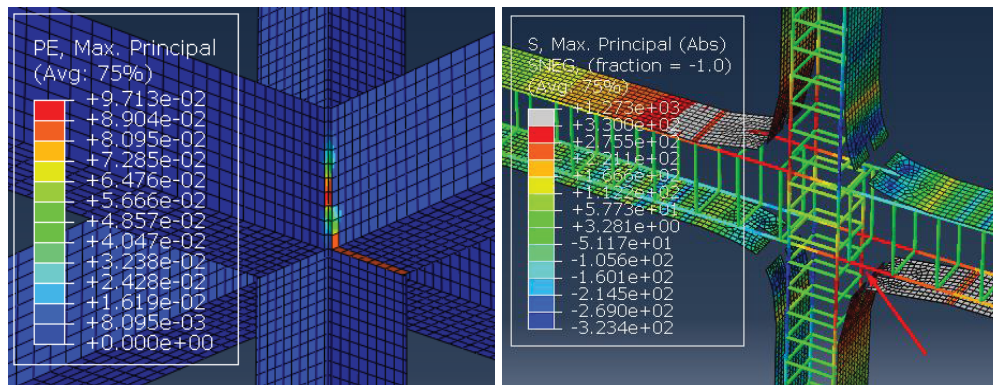 PE, Max. Principal
(Avg: 75%)
+9.713e-02
+8.904e-02
+8.095e-02
+7.285e-02
+6.476e-02
+5.666e-02
+4.857e-02
+4.047e-02
+3.238e-02
+2.428e-02
+1.619e-02
+8.095e-03
+0.000e+00
S, Max. Principal (Abs)
SNEG, (fraction = -1.0)
(Avg: 75%)
+1.273e+03
+3.300e+02
+2.755e+02
+2.211e+02
+1.666e+02
+1.122e+02
+5.773e+01
+3.281e+00
-5.117e+01
-1.056e+02
-1.601e+02
-2.145e+02
-2.690e+02
-3.234e+02